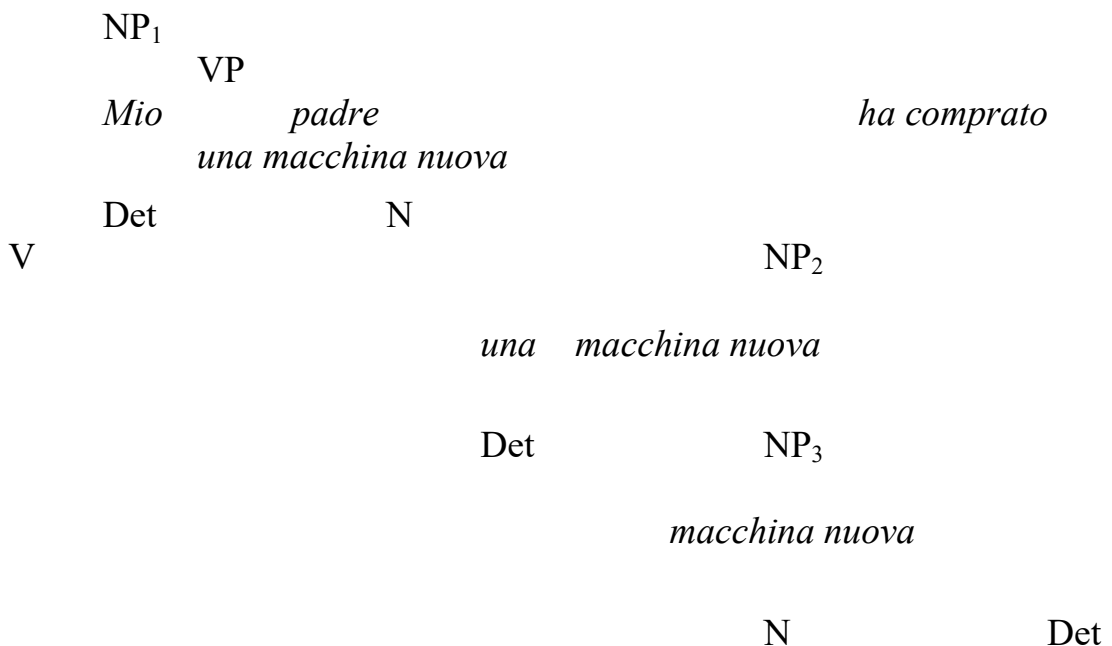 NP₁
VP
Mio padre ha comprato
una macchina nuova
Det N
V NP₂
una macchina nuova
Det NP₃
macchina nuova
N Det